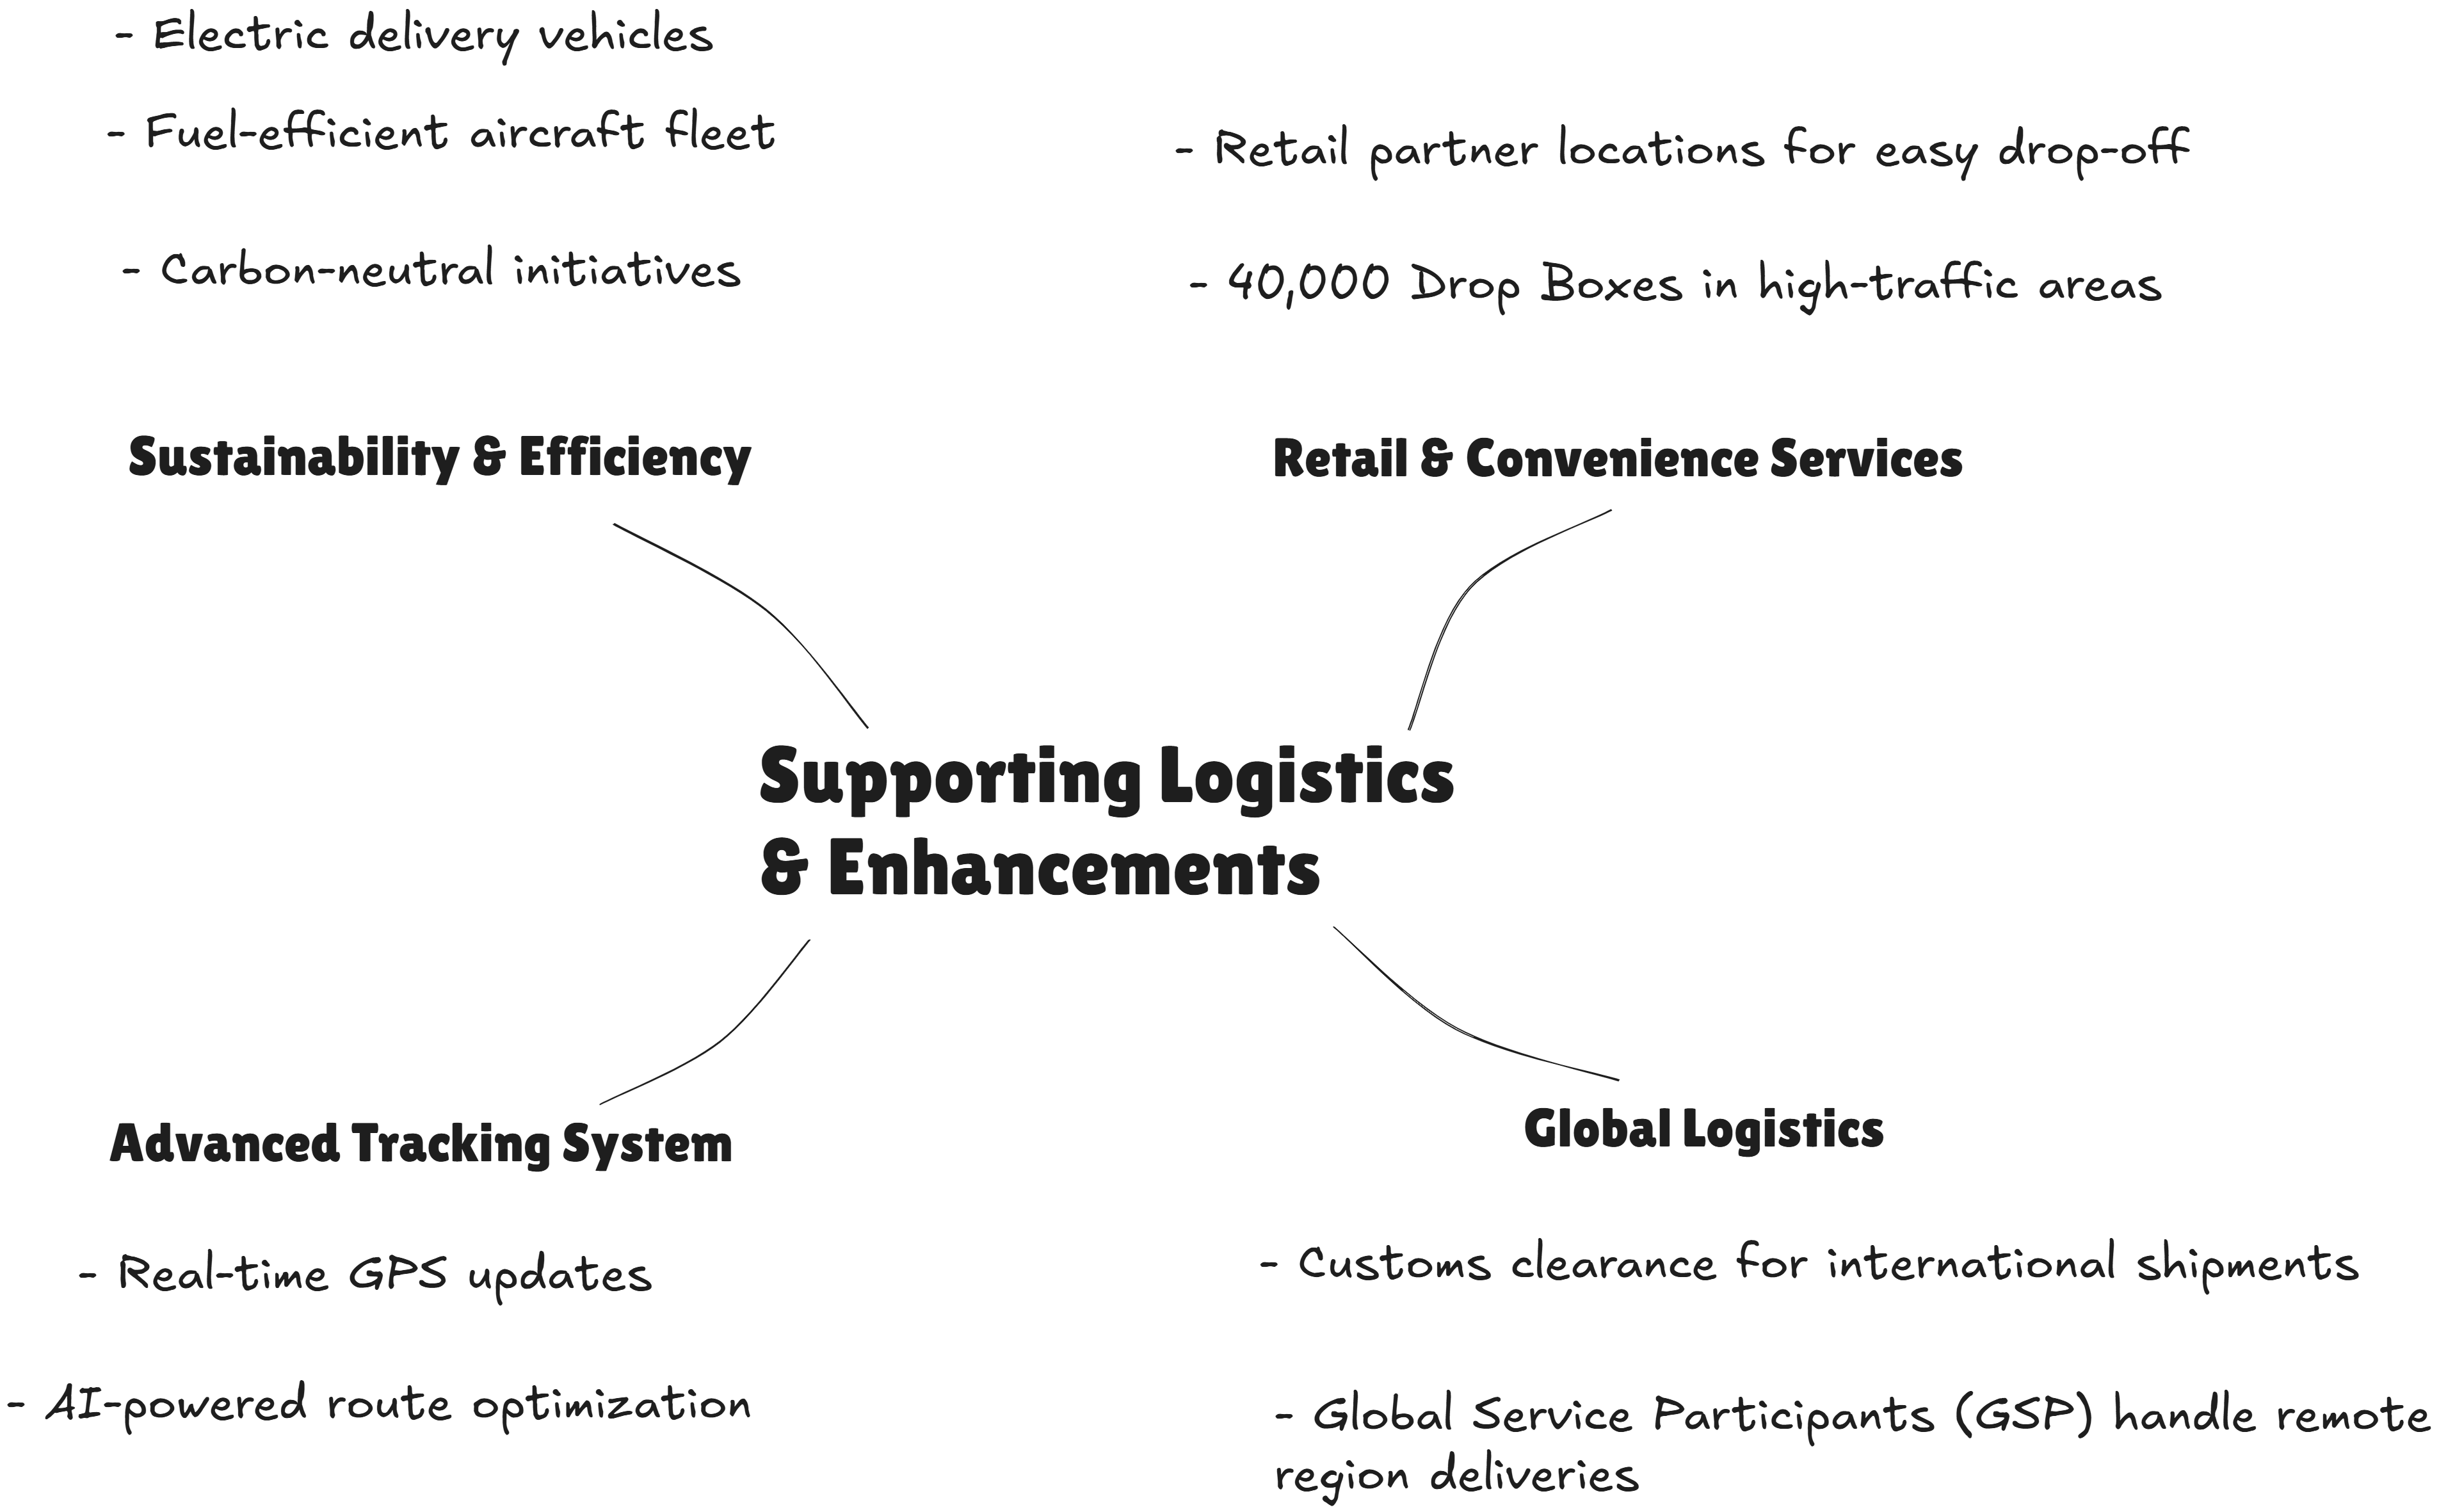 - Electric delivery vehicles
- Fuel-efficient aircraft fleet
- Carbon-neutral initiatives
Sustainability & Efficiency
- Retail partner locations for easy drop-off
- 40,000 Drop Boxes in high-traffic areas
Retail & Convenience Services
Supporting Logistics
& Enhancements
Advanced Tracking System
- Real-time GPS updates
- AI-powered route optimization
Global Logistics
- Customs clearance for international shipments
- Global Service Participants (GSP) handle remote
region deliveries